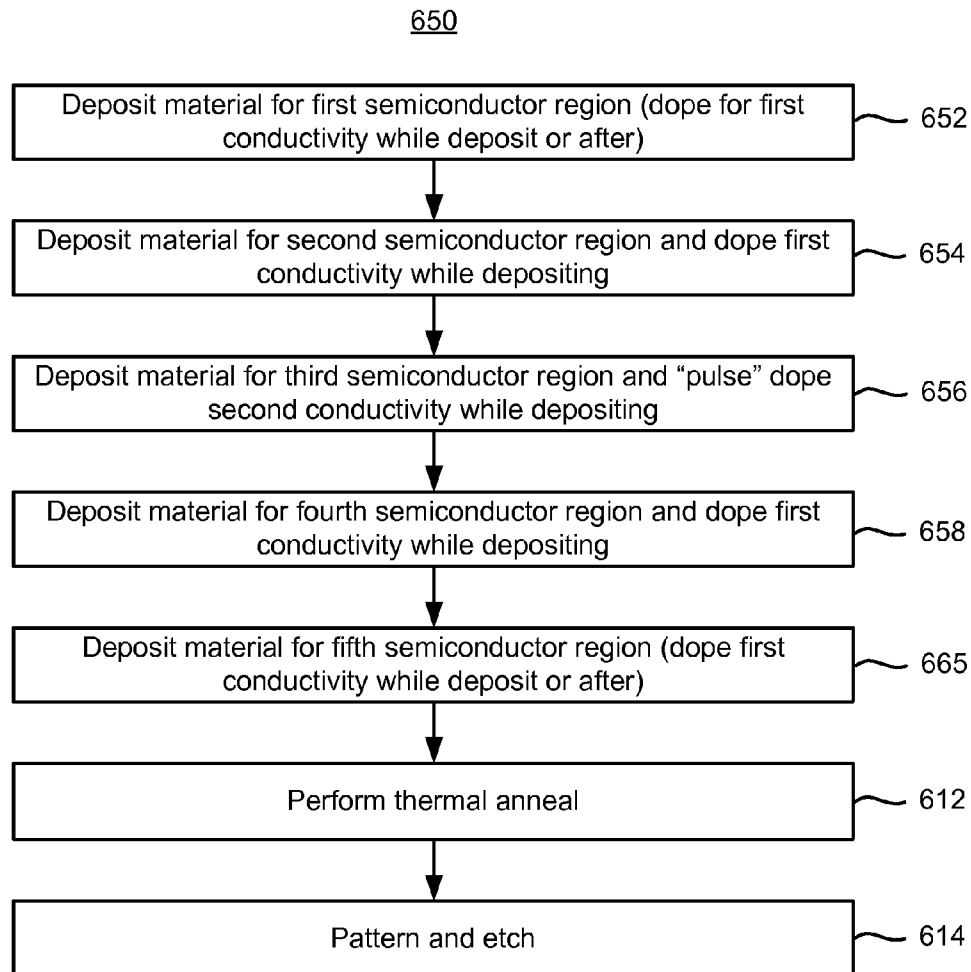 650
Deposit material for first semiconductor region (dope for first
conductivity while deposit or after)
652
Deposit material for second semiconductor region and dope first
conductivity while depositing
654
Deposit material for third semiconductor region and “pulse” dope
second conductivity while depositing
656
Deposit material for fourth semiconductor region and dope first
conductivity while depositing
658
Deposit material for fifth semiconductor region (dope first
conductivity while deposit or after)
665
Perform thermal anneal
612
Pattern and etch
614